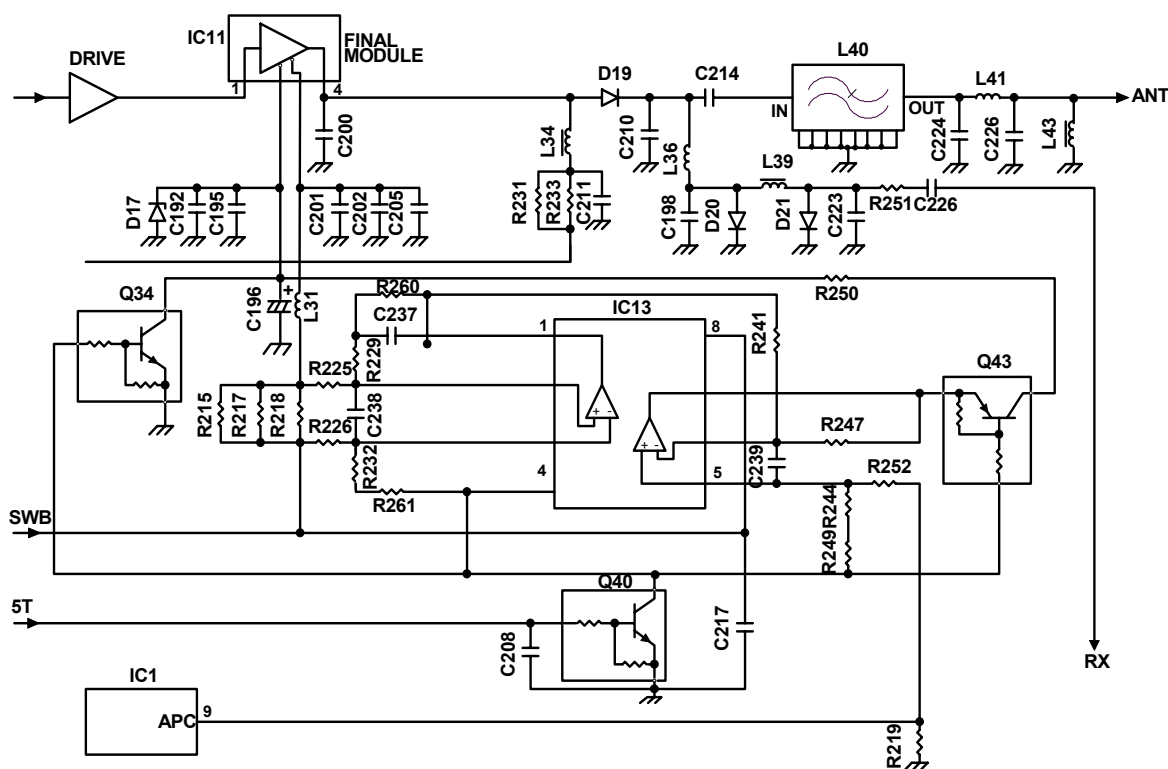 IC11
FINAL
MODULE
DRIVE
1
4
C200
D19
C214
L40
IN
OUT
L41
ANT
C224
C226
L43
L34
C210
L36
L39
R231
R233
C211
C198
D20
D21
C223
R251
C226
D17
C192
C195
C201
C202
C205
Q34
C196
+
L31
R260
C237
1
IC13
8
R241
R250
Q43
R229
R225
R215
R217
R218
C238
+ -
+ -
R226
R247
R232
4
5
C239
R252
R261
R244
R249
SWB
Q40
5T
C208
C217
RX
IC1
APC
9
R219